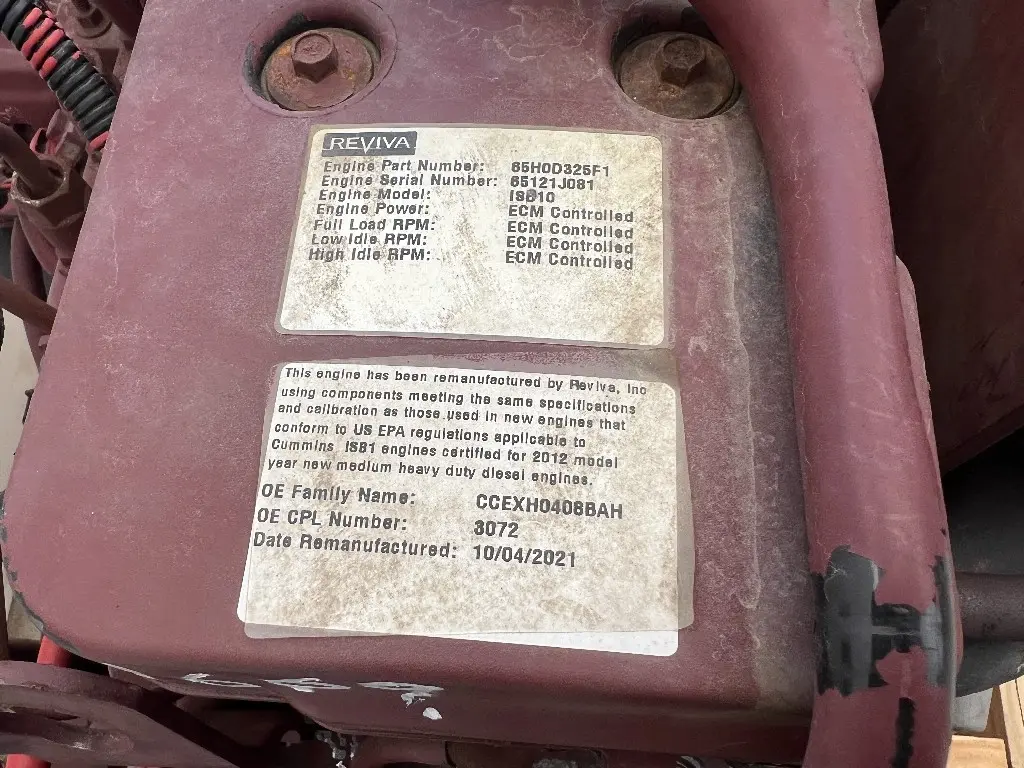 REVIVA
Engine Part Number: 65H0D325F1
Engine Serial Number: 65121J081
Engine Model: ISB10
Engine Power: ECM Controlled
Full Load RPM: ECM Controlled
Low Idle RPM: ECM Controlled
High Idle RPM: ECM Controlled
This engine has been remanufactured by Reviva, Inc
using components meeting the same specifications
and calibration as those used in new engines that
conform to US EPA regulations applicable to
Cummins ISB1 engines certified for 2012 model
year new medium heavy duty diesel engines.
OE Family Name: CCEXH0408BAH
OE CPL Number: 3072
Date Remanufactured: 10/04/2021